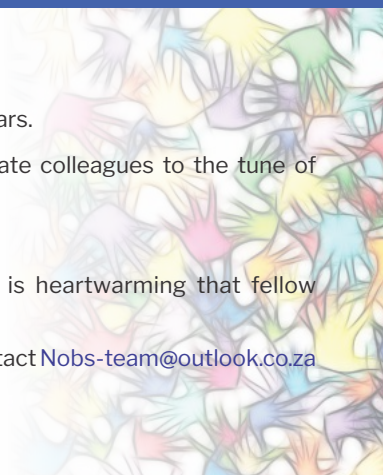 ars.
ate colleagues to the tune of
is heartwarming that fellow
tact Nobs-team@outlook.co.za